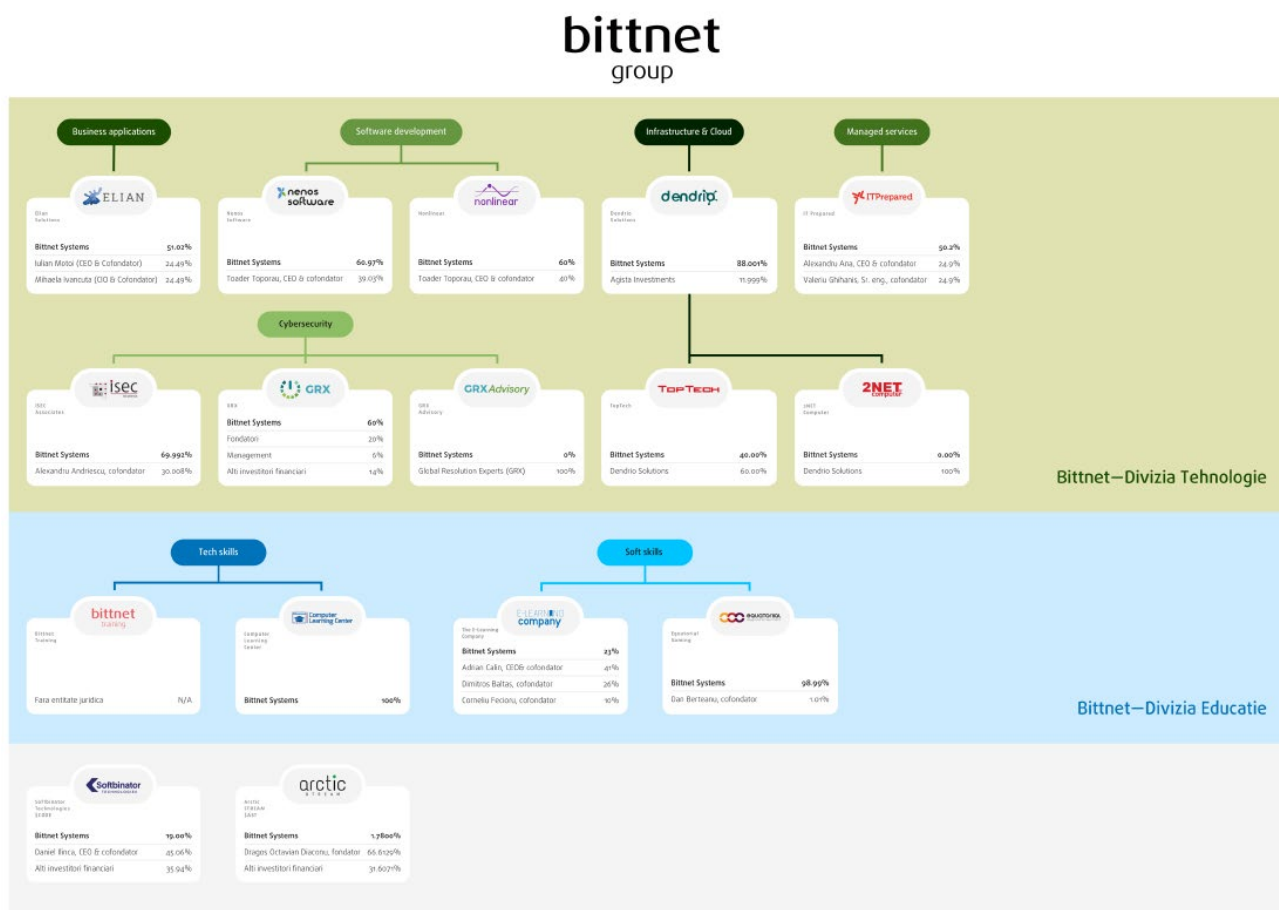 bittnet
group
Business applications
Software development
Infrastructure & Cloud
Managed services
ELIAN
nenos
software
nonlinear
dendrio
ITPrepared
Elian
Solutions
Nenos
Software
Nonlinear
Dendrio
Solutions
IT Prepared
Bittnet Systems 51.02%
Iulian Motoi (CEO & Cofondator) 24.49%
Mihaela Ivancuta (CIO & Cofondator) 24.49%
Bittnet Systems 60.97%
Toader Toporau, CEO & cofondator 39.03%
Bittnet Systems 60%
Toader Toporau, CEO & cofondator 40%
Bittnet Systems 88.001%
Agista Investments 11.999%
Bittnet Systems 50.2%
Alexandru Ana, CEO & cofondator 24.9%
Valeriu Ghihanis, Sr. eng., cofondator 24.9%
Cybersecurity
isec
GRX
GRX Advisory
TOPTECH
2NET
Computer
ISEC
Associates
GRX
GRX
Advisory
TopTech
2NET
Computer
Bittnet Systems 69.992%
Alexandru Andriescu, cofondator 30.008%
Bittnet Systems 60%
Fondatori 20%
Management 6%
Alti investitori financiari 14%
Bittnet Systems 0%
Global Resolution Experts (GRX) 100%
Bittnet Systems 40.00%
Dendrio Solutions 60.00%
Bittnet Systems 0.00%
Dendrio Solutions 100%
Bittnet—Divizia Tehnologie
Tech skills
Soft skills
bittnet
training
Computer
Learning Center
E-LEARNING
company
EQUATORIAL
Bittnet
Training
Computer
Learning
Center
The E-Learning
Company
Equatorial
Gaming
Fara entitate juridica N/A
Bittnet Systems 100%
Bittnet Systems 23%
Adrian Calin, CEO& cofondator 41%
Dimitros Baltas, cofondator 26%
Corneliu Fecioru, cofondator 10%
Bittnet Systems 98.99%
Dan Berteanu, cofondator 1.01%
Bittnet—Divizia Educatie
Softbinator
TECHNOLOGIES
arctic
STREAM
Softbinator
Technologies
Arctic
STREAM
Bittnet Systems 19.00%
Daniel Ilinca, CEO & cofondator 45.06%
Alti investitori financiari 35.94%
Bittnet Systems 1.7800%
Dragos Octavian Diaconu, fondator 66.6129%
Alti investitori financiari 31.6071%